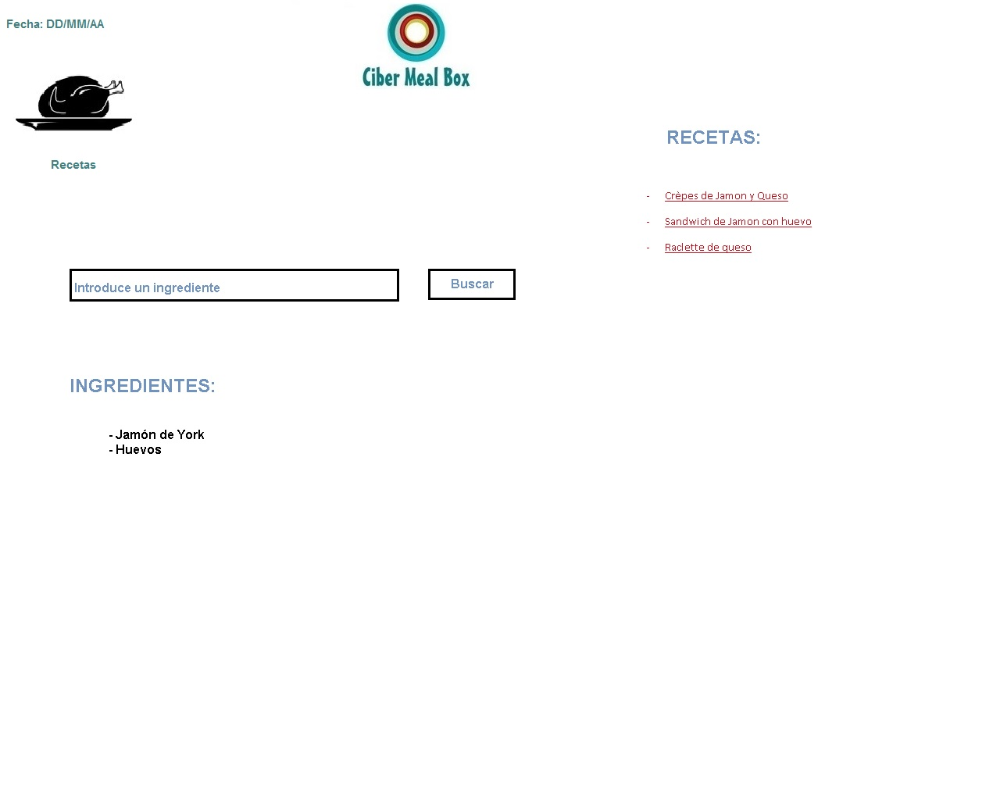 Fecha: DD/MM/AA
Ciber Meal Box
Recetas
RECETAS:
- Crèpes de Jamon y Queso
- Sandwich de Jamon con huevo
- Raclette de queso
Introduce un ingrediente
Buscar
INGREDIENTES:
- Jamón de York
- Huevos